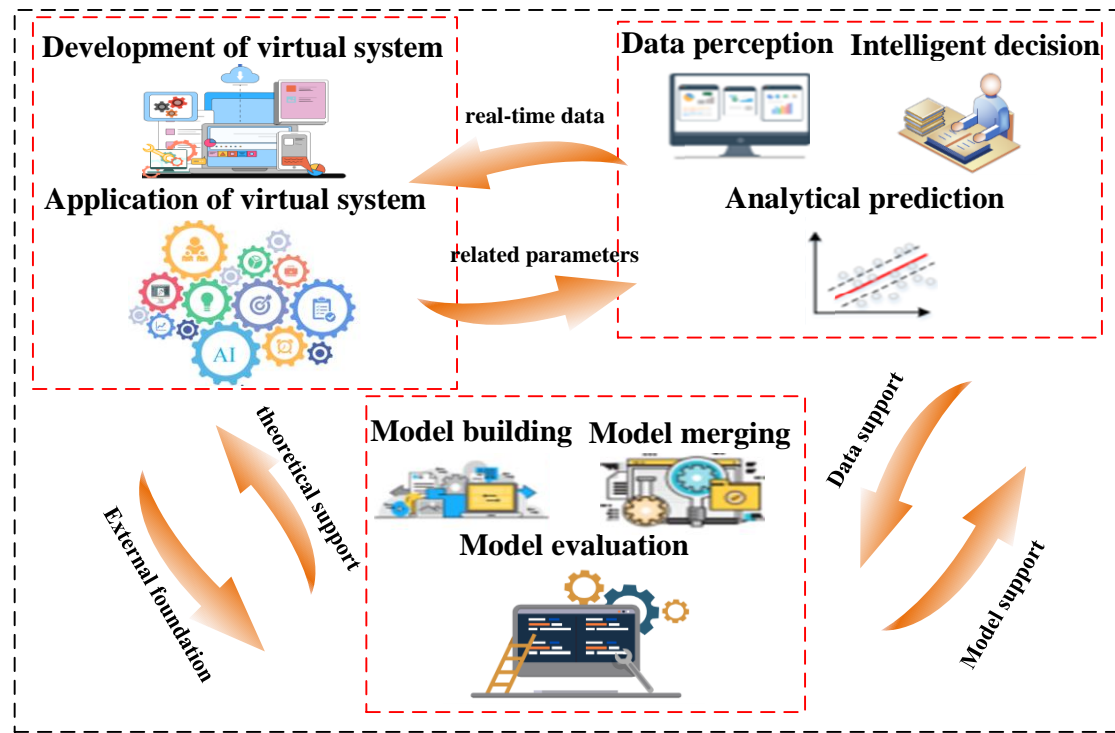 Development of virtual system
Application of virtual system
AI
real-time data
related parameters
Data perception
Intelligent decision
Analytical prediction
Model building
Model merging
Model evaluation
External foundation
theoretical support
Data support
Model support